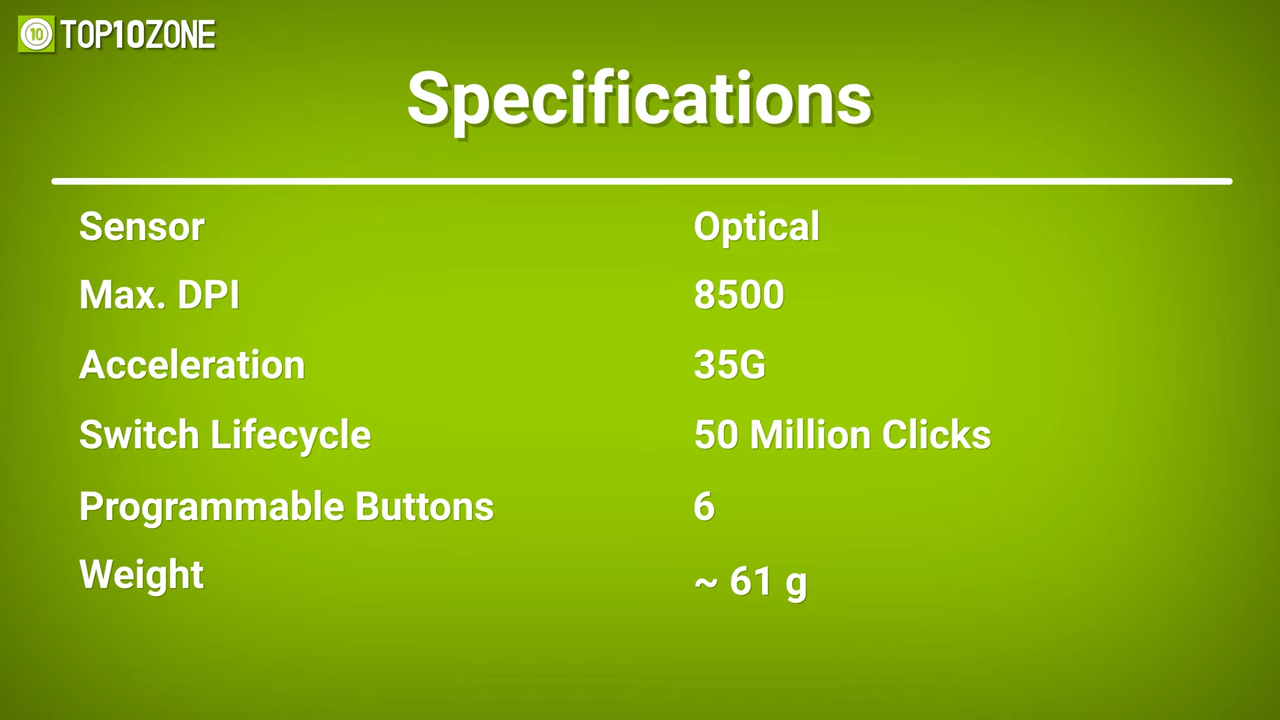 10 TOP10ZONE
Specifications
Sensor Optical
Max. DPI 8500
Acceleration 35G
Switch Lifecycle 50 Million Clicks
Programmable Buttons 6
Weight ~ 61 g